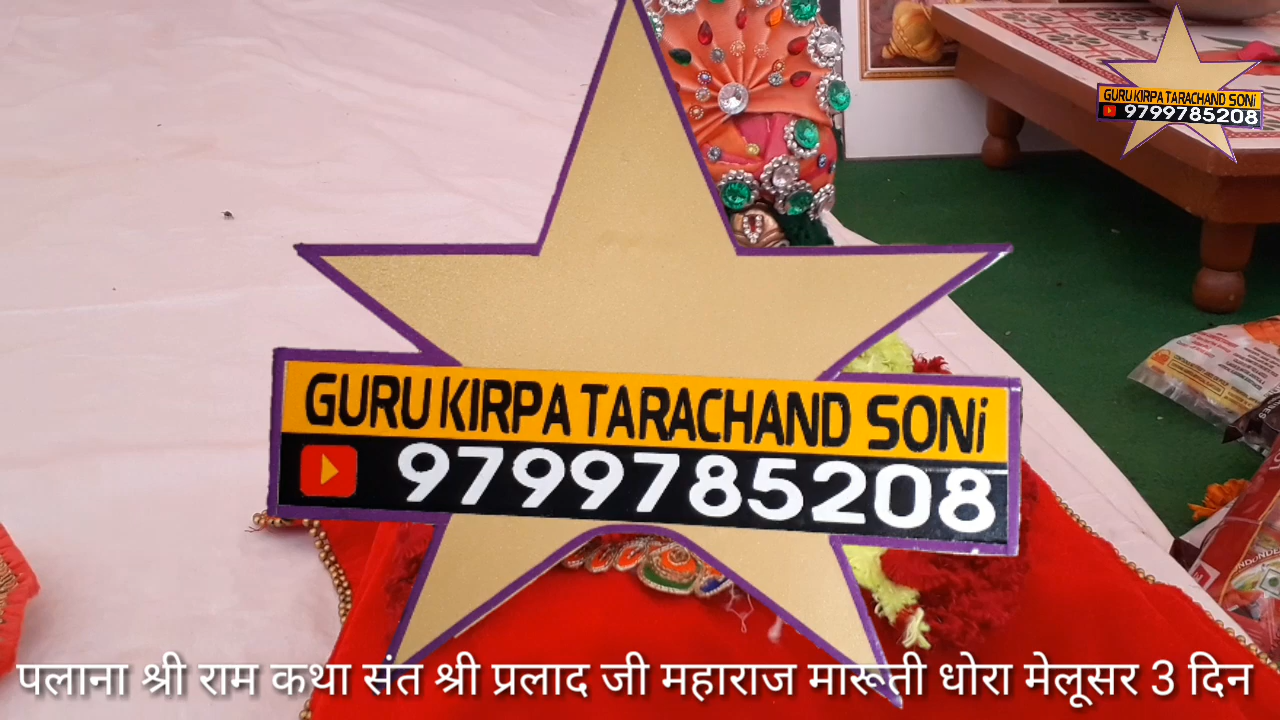 GURU KIRPA TARACHAND SONi
9799785208
GURU KIRPA TARACHAND SONi
9799785208
पलाना श्री राम कथा संत श्री प्रलाद जी महाराज मारूती धोरा मेलूसर 3 दिन